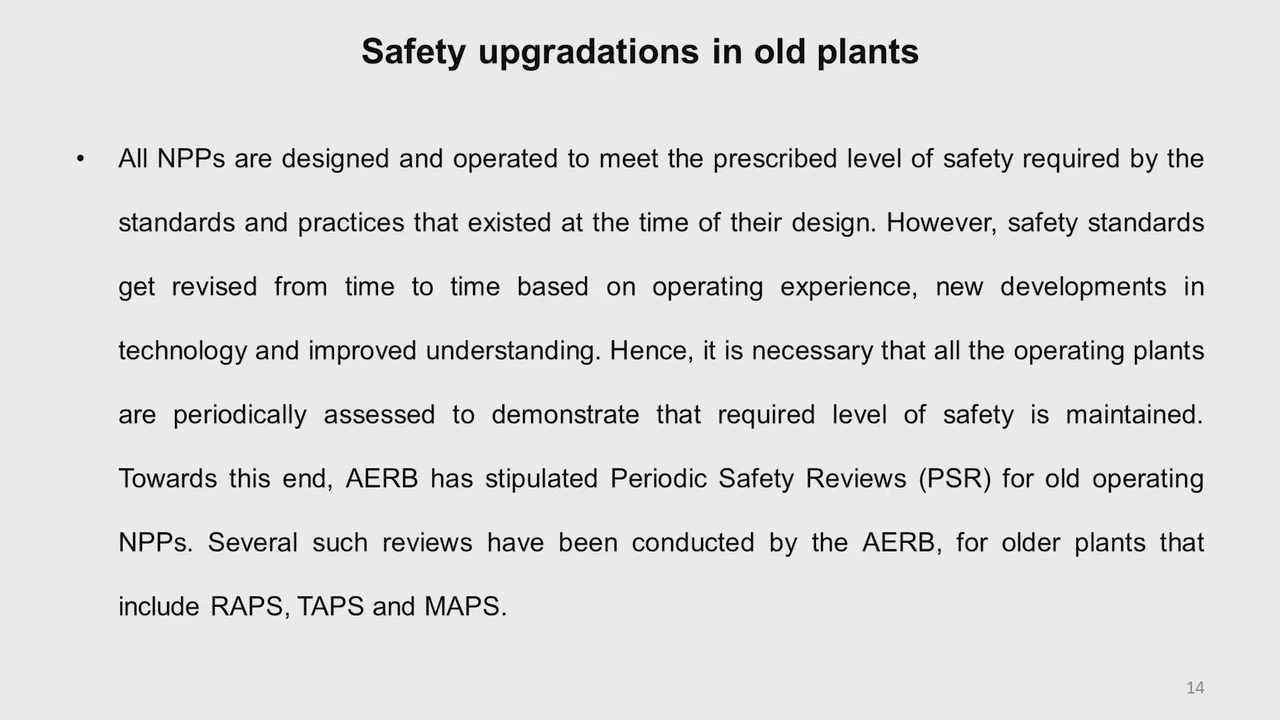 Safety upgradations in old plants
• All NPPs are designed and operated to meet the prescribed level of safety required by the
standards and practices that existed at the time of their design. However, safety standards
get revised from time to time based on operating experience, new developments in
technology and improved understanding. Hence, it is necessary that all the operating plants
are periodically assessed to demonstrate that required level of safety is maintained.
Towards this end, AERB has stipulated Periodic Safety Reviews (PSR) for old operating
NPPs. Several such reviews have been conducted by the AERB, for older plants that
include RAPS, TAPS and MAPS.
14